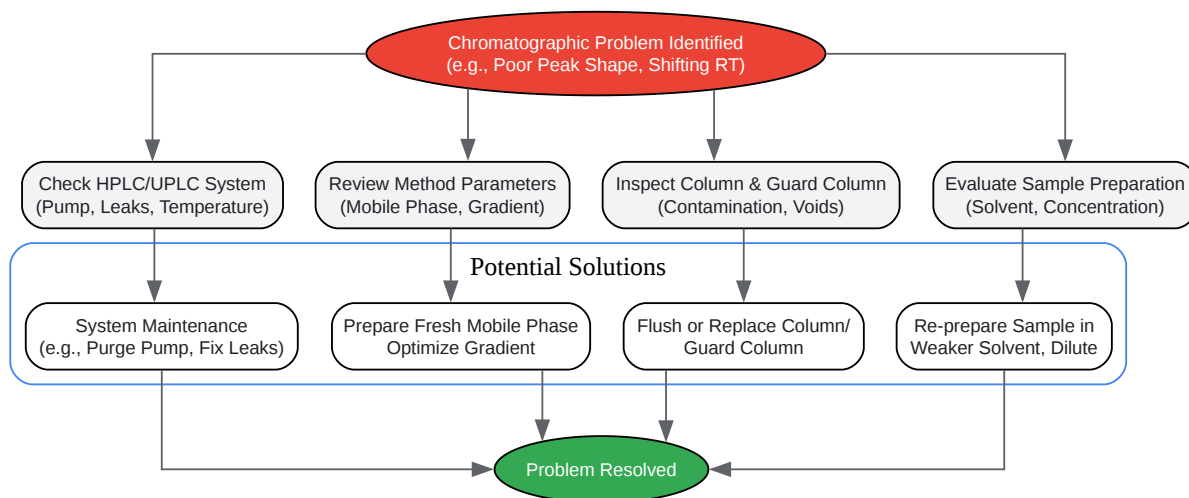 Chromatographic Problem Identified
(e.g., Poor Peak Shape, Shifting RT)
Check HPLC/UPLC System
(Pump, Leaks, Temperature)
Review Method Parameters
(Mobile Phase, Gradient)
Inspect Column & Guard Column
(Contamination, Voids)
Evaluate Sample Preparation
(Solvent, Concentration)
Potential Solutions
System Maintenance
(e.g., Purge Pump, Fix Leaks)
Prepare Fresh Mobile Phase
Optimize Gradient
Flush or Replace Column/
Guard Column
Re-prepare Sample in
Weaker Solvent, Dilute
Problem Resolved